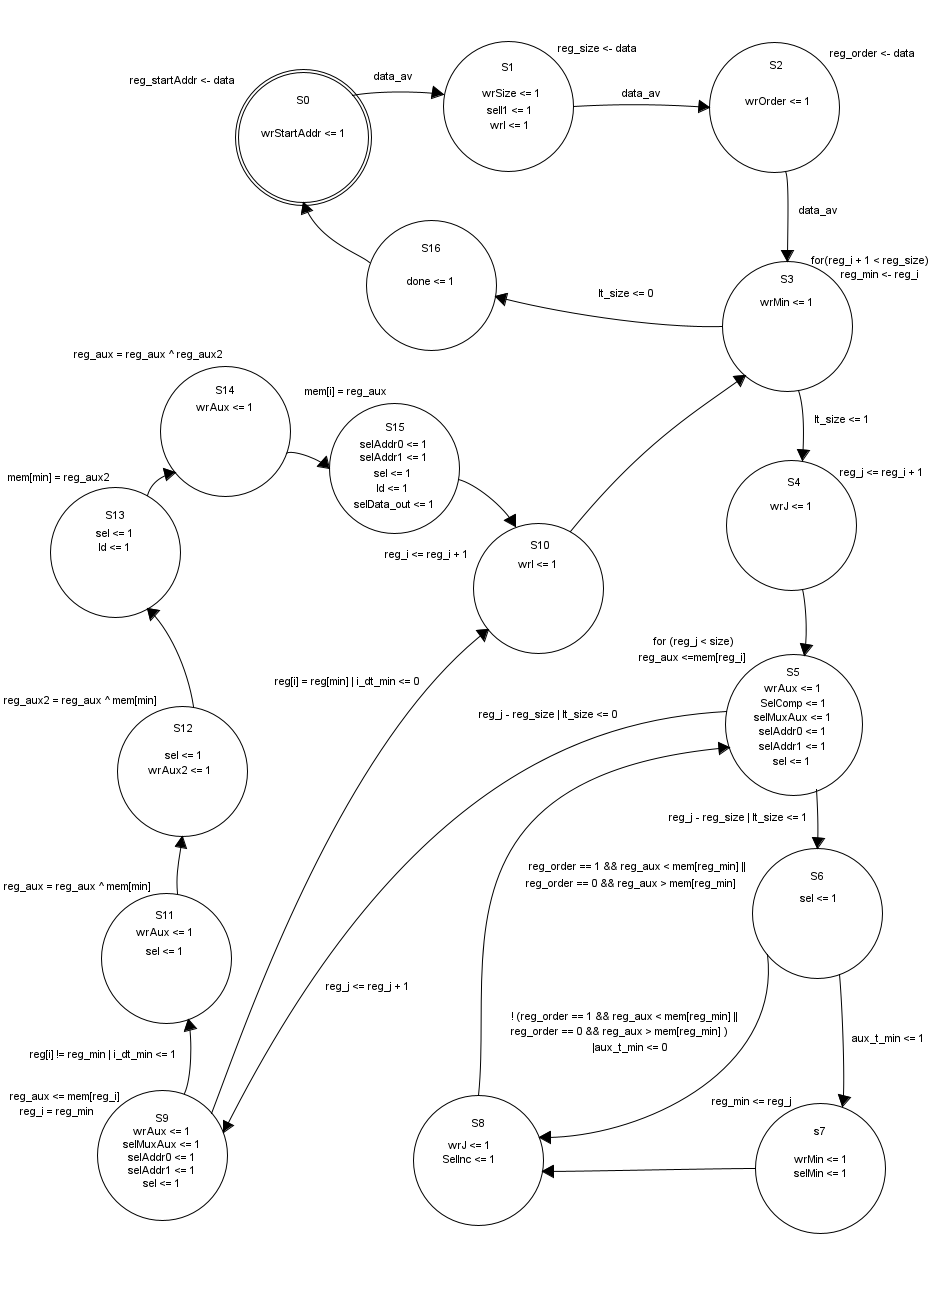 reg_startAddr <- data
S0
wrStartAddr <= 1
data_av
reg_size <- data
S1
wrSize <= 1
selI1 <= 1
wrI <= 1
data_av
reg_order <- data
S2
wrOrder <= 1
data_av
S16
done <= 1
lt_size <= 0
for(reg_i + 1 < reg_size)
reg_min <- reg_i
S3
wrMin <= 1
lt_size <= 1
reg_aux = reg_aux ^ reg_aux2
S14
wrAux <= 1
mem[i] = reg_aux
S15
selAddr0 <= 1
selAddr1 <= 1
sel <= 1
ld <= 1
selData_out <= 1
reg_j <= reg_i + 1
S4
wrJ <= 1
mem[min] = reg_aux2
S13
sel <= 1
ld <= 1
reg_i <= reg_i + 1
S10
wrI <= 1
for (reg_j < size)
reg_aux <=mem[reg_i]
S5
wrAux <= 1
SelComp <= 1
selMuxAux <= 1
selAddr0 <= 1
selAddr1 <= 1
sel <= 1
reg[i] = reg[min] | i_dt_min <= 0
reg_j - reg_size | lt_size <= 0
reg_aux2 = reg_aux ^ mem[min]
S12
sel <= 1
wrAux2 <= 1
reg_j - reg_size | lt_size <= 1
reg_order == 1 && reg_aux < mem[reg_min] ||
reg_order == 0 && reg_aux > mem[reg_min]
S6
sel <= 1
reg_aux = reg_aux ^ mem[min]
S11
wrAux <= 1
sel <= 1
reg_j <= reg_j + 1
! (reg_order == 1 && reg_aux < mem[reg_min] ||
reg_order == 0 && reg_aux > mem[reg_min] )
|aux_t_min <= 0
aux_t_min <= 1
reg[i] != reg_min | i_dt_min <= 1
reg_aux <= mem[reg_i]
reg_i = reg_min
S9
wrAux <= 1
selMuxAux <= 1
selAddr0 <= 1
selAddr1 <= 1
sel <= 1
S8
wrJ <= 1
SelInc <= 1
reg_min <= reg_j
s7
wrMin <= 1
selMin <= 1